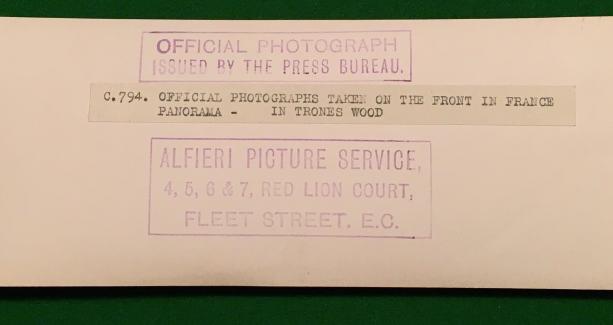 OFFICIAL PHOTOGRAPH
ISSUED BY THE PRESS BUREAU.
C.794. OFFICIAL PHOTOGRAPHS TAKEN ON THE FRONT IN FRANCE
PANORAMA - IN TRONES WOOD
ALFIERI PICTURE SERVICE,
4, 5, 6 & 7, RED LION COURT,
FLEET STREET. E.C.